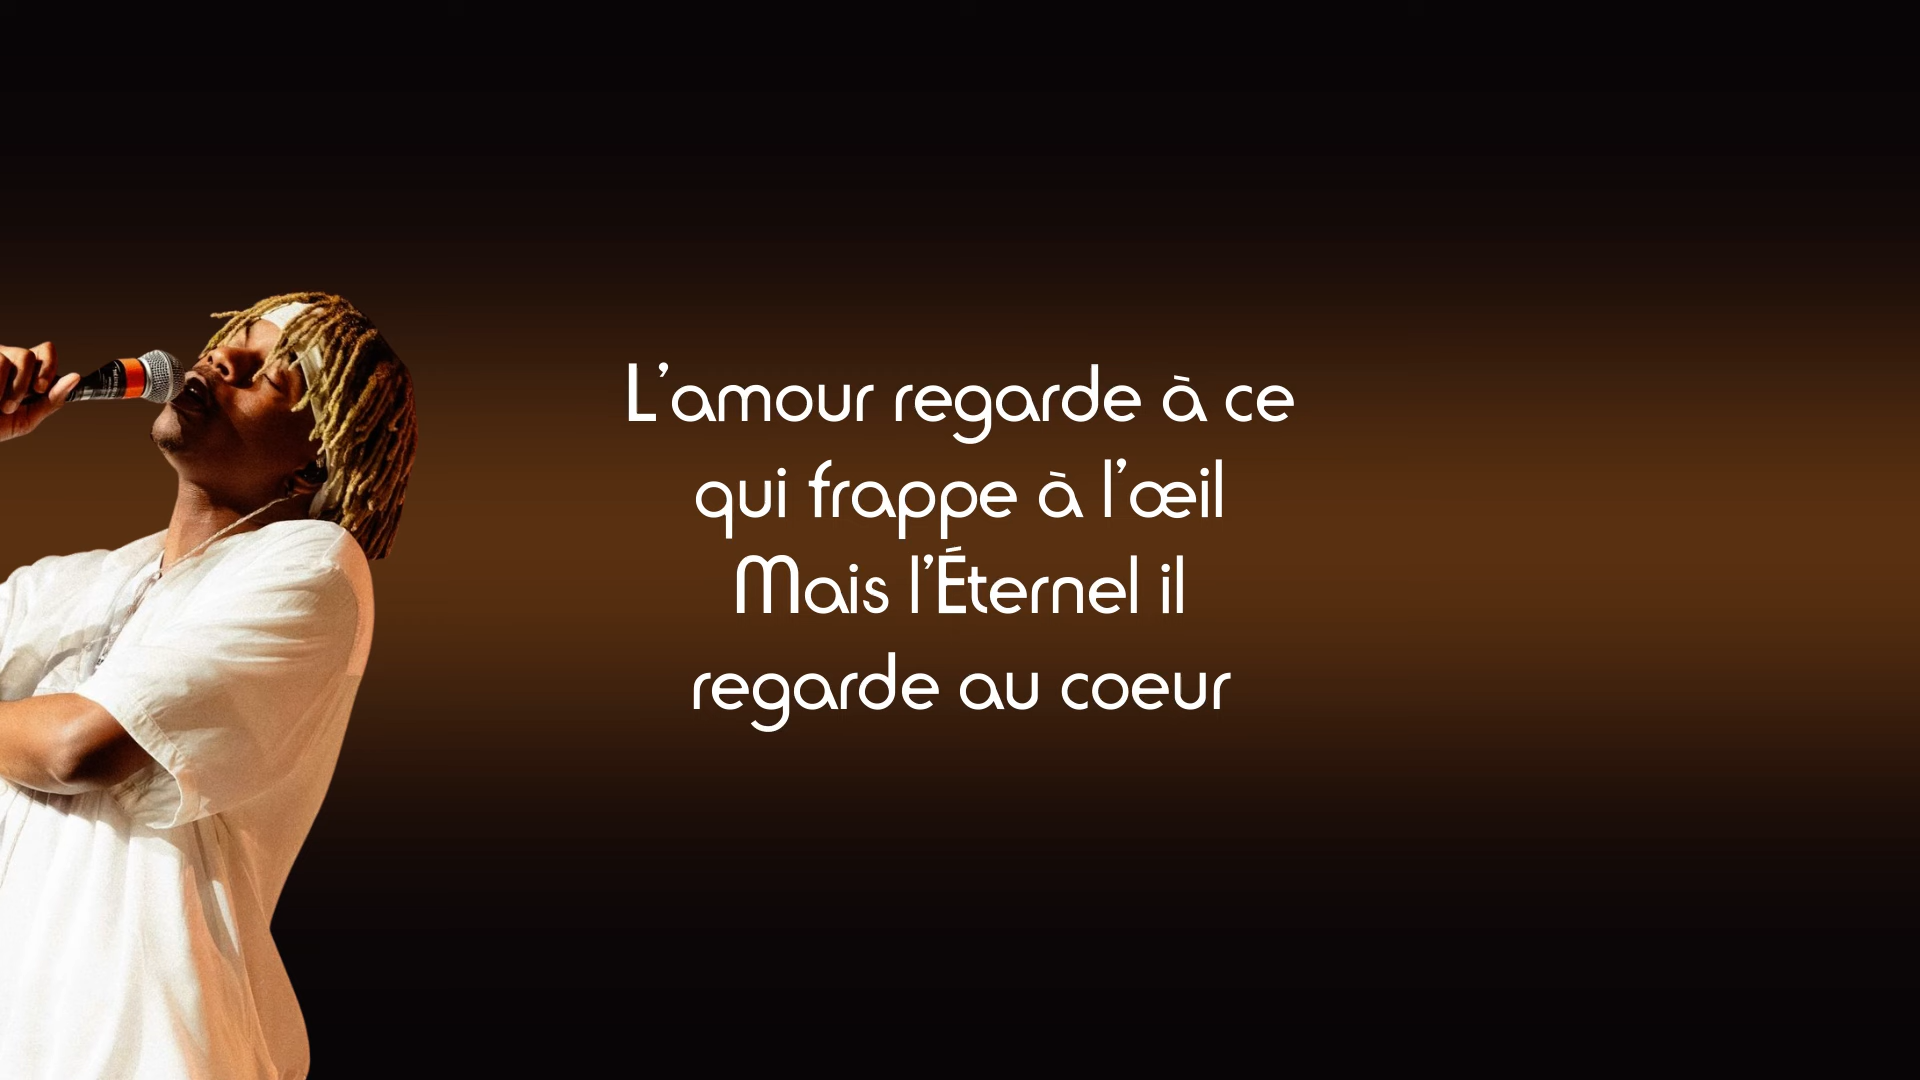 L’amour regarde à ce
qui frappe à l’œil
Mais l’Éternel il
regarde au coeur